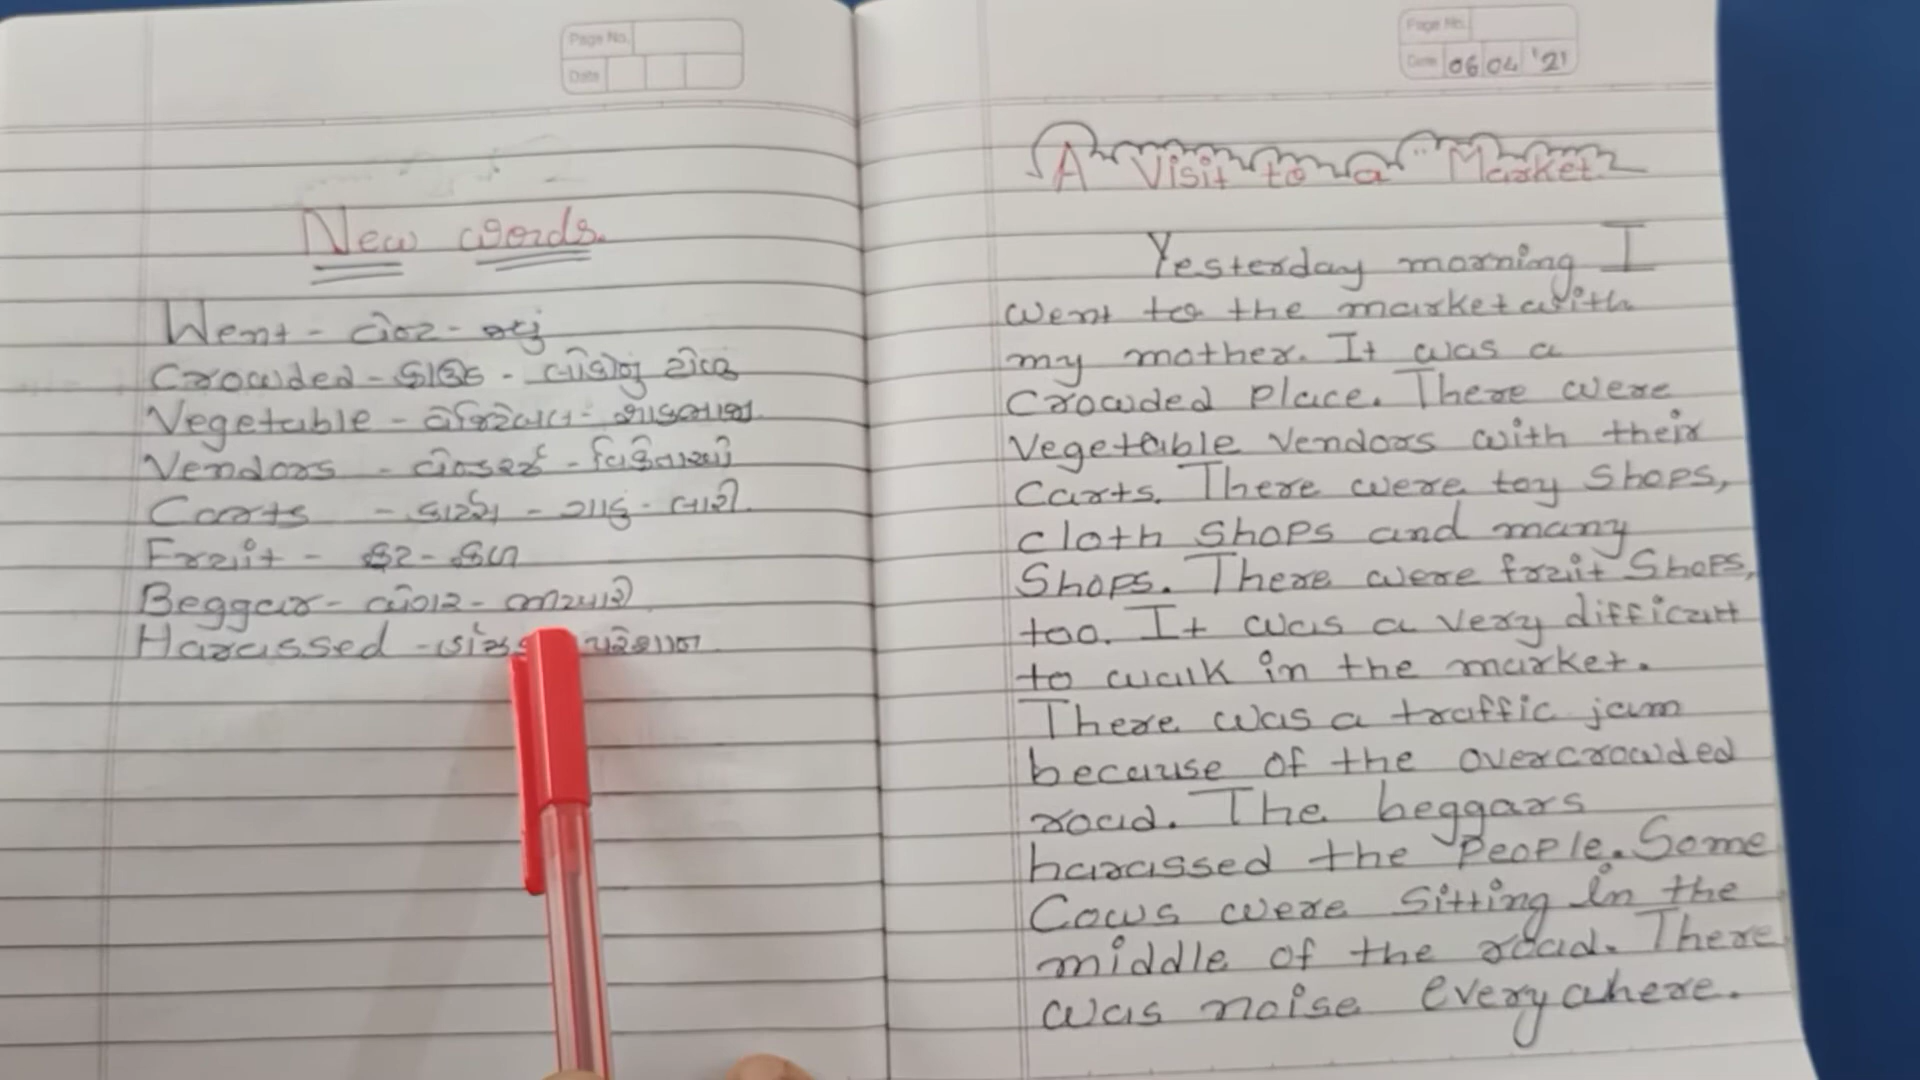 Page No.
Date
New words.
Went - વેન્ટ - જવું
Crowded - ક્રાઉડ -
Vegetable - વેજિટેબલ - શાકભાજી
Vendors - વેન્ડર્સ -
Carts - કાર્ટસ - શાક - લારી.
Fruit - ફ્રુટ - ફળ
Beggar - બેગર - ભિખારી
Harassed - પરેશાન
Page No.
Date 06 04 '21
A Visit to a Market.
Yesterday morning I
went to the market with
my mother. It was a
Crowded Place. There were
Vegetable Vendors with their
Carts. There were toy Shops,
cloth Shops and many
Shops. There were fruit Shops,
too. It was a very difficult
to walk in the market.
There was a traffic jam
because of the overcrowded
road. The beggars
harassed the People. Some
Cows were Sitting in the
middle of the road. There
was noise everywhere.